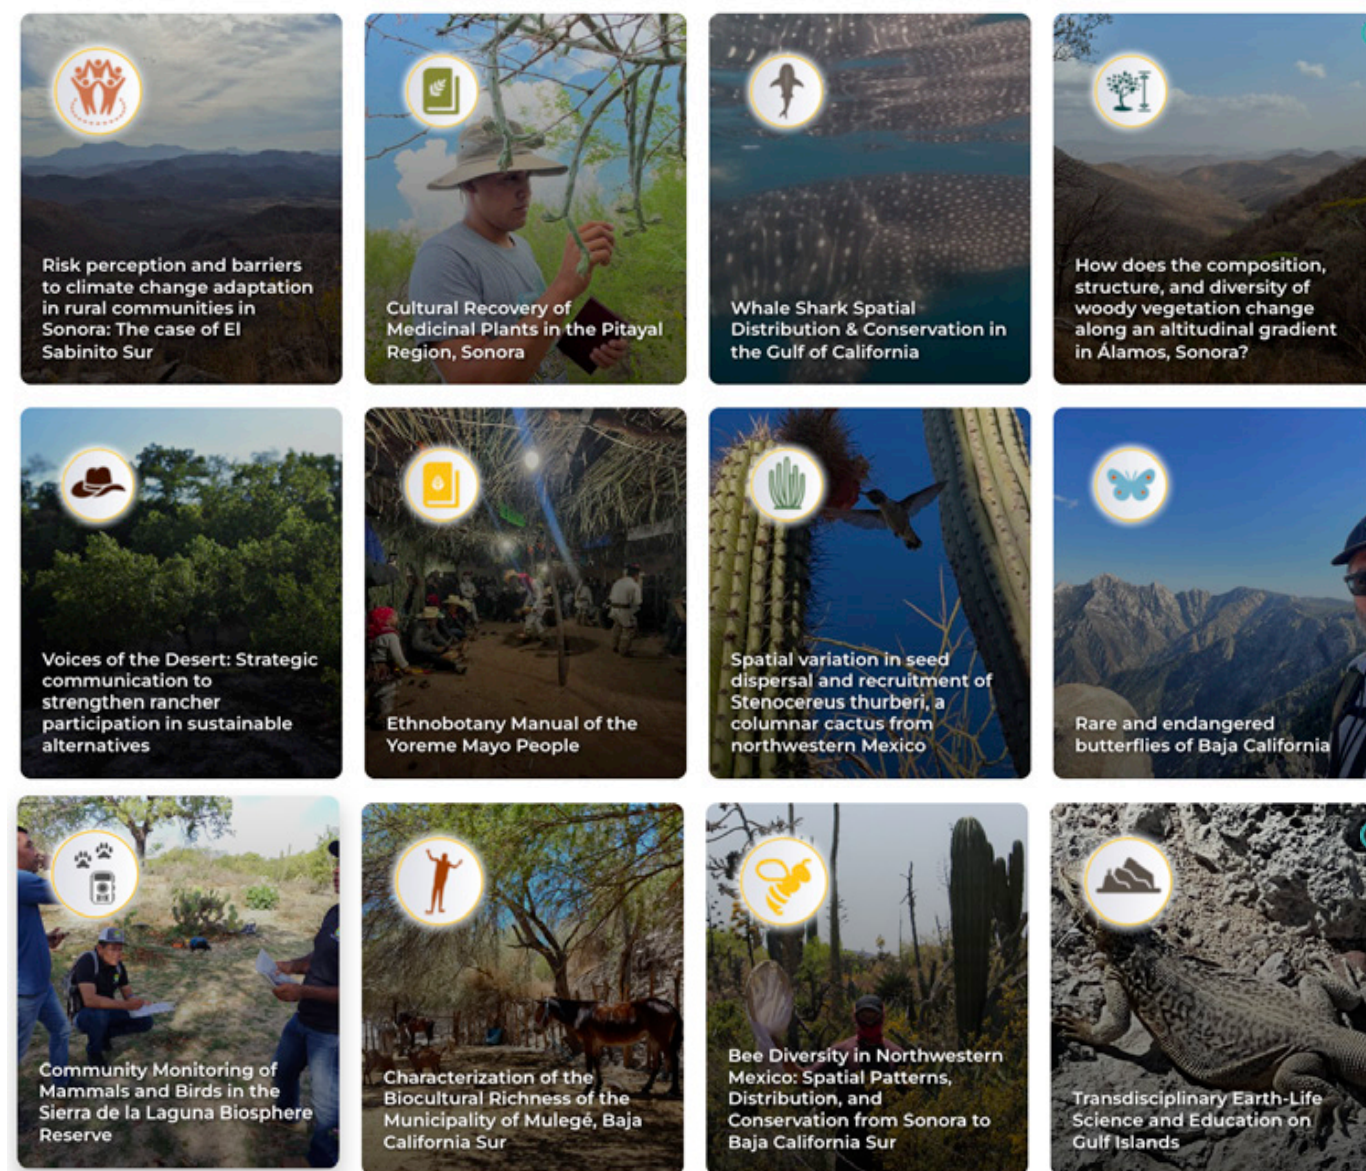 Risk perception and barriers
to climate change adaptation
in rural communities in
Sonora: The case of El
Sabinito Sur
Cultural Recovery of
Medicinal Plants in the Pitayal
Region, Sonora
Whale Shark Spatial
Distribution & Conservation in
the Gulf of California
How does the composition,
structure, and diversity of
woody vegetation change
along an altitudinal gradient
in Álamos, Sonora?
Voices of the Desert: Strategic
communication to
strengthen rancher
participation in sustainable
alternatives
Ethnobotany Manual of the
Yoreme Mayo People
Spatial variation in seed
dispersal and recruitment of
Stenocereus thurberi, a
columnar cactus from
northwestern Mexico
Rare and endangered
butterflies of Baja California
Community Monitoring of
Mammals and Birds in the
Sierra de la Laguna Biosphere
Reserve
Characterization of the
Biocultural Richness of the
Municipality of Mulegé, Baja
California Sur
Bee Diversity in Northwestern
Mexico: Spatial Patterns,
Distribution, and
Conservation from Sonora to
Baja California Sur
Transdisciplinary Earth-Life
Science and Education on
Gulf Islands